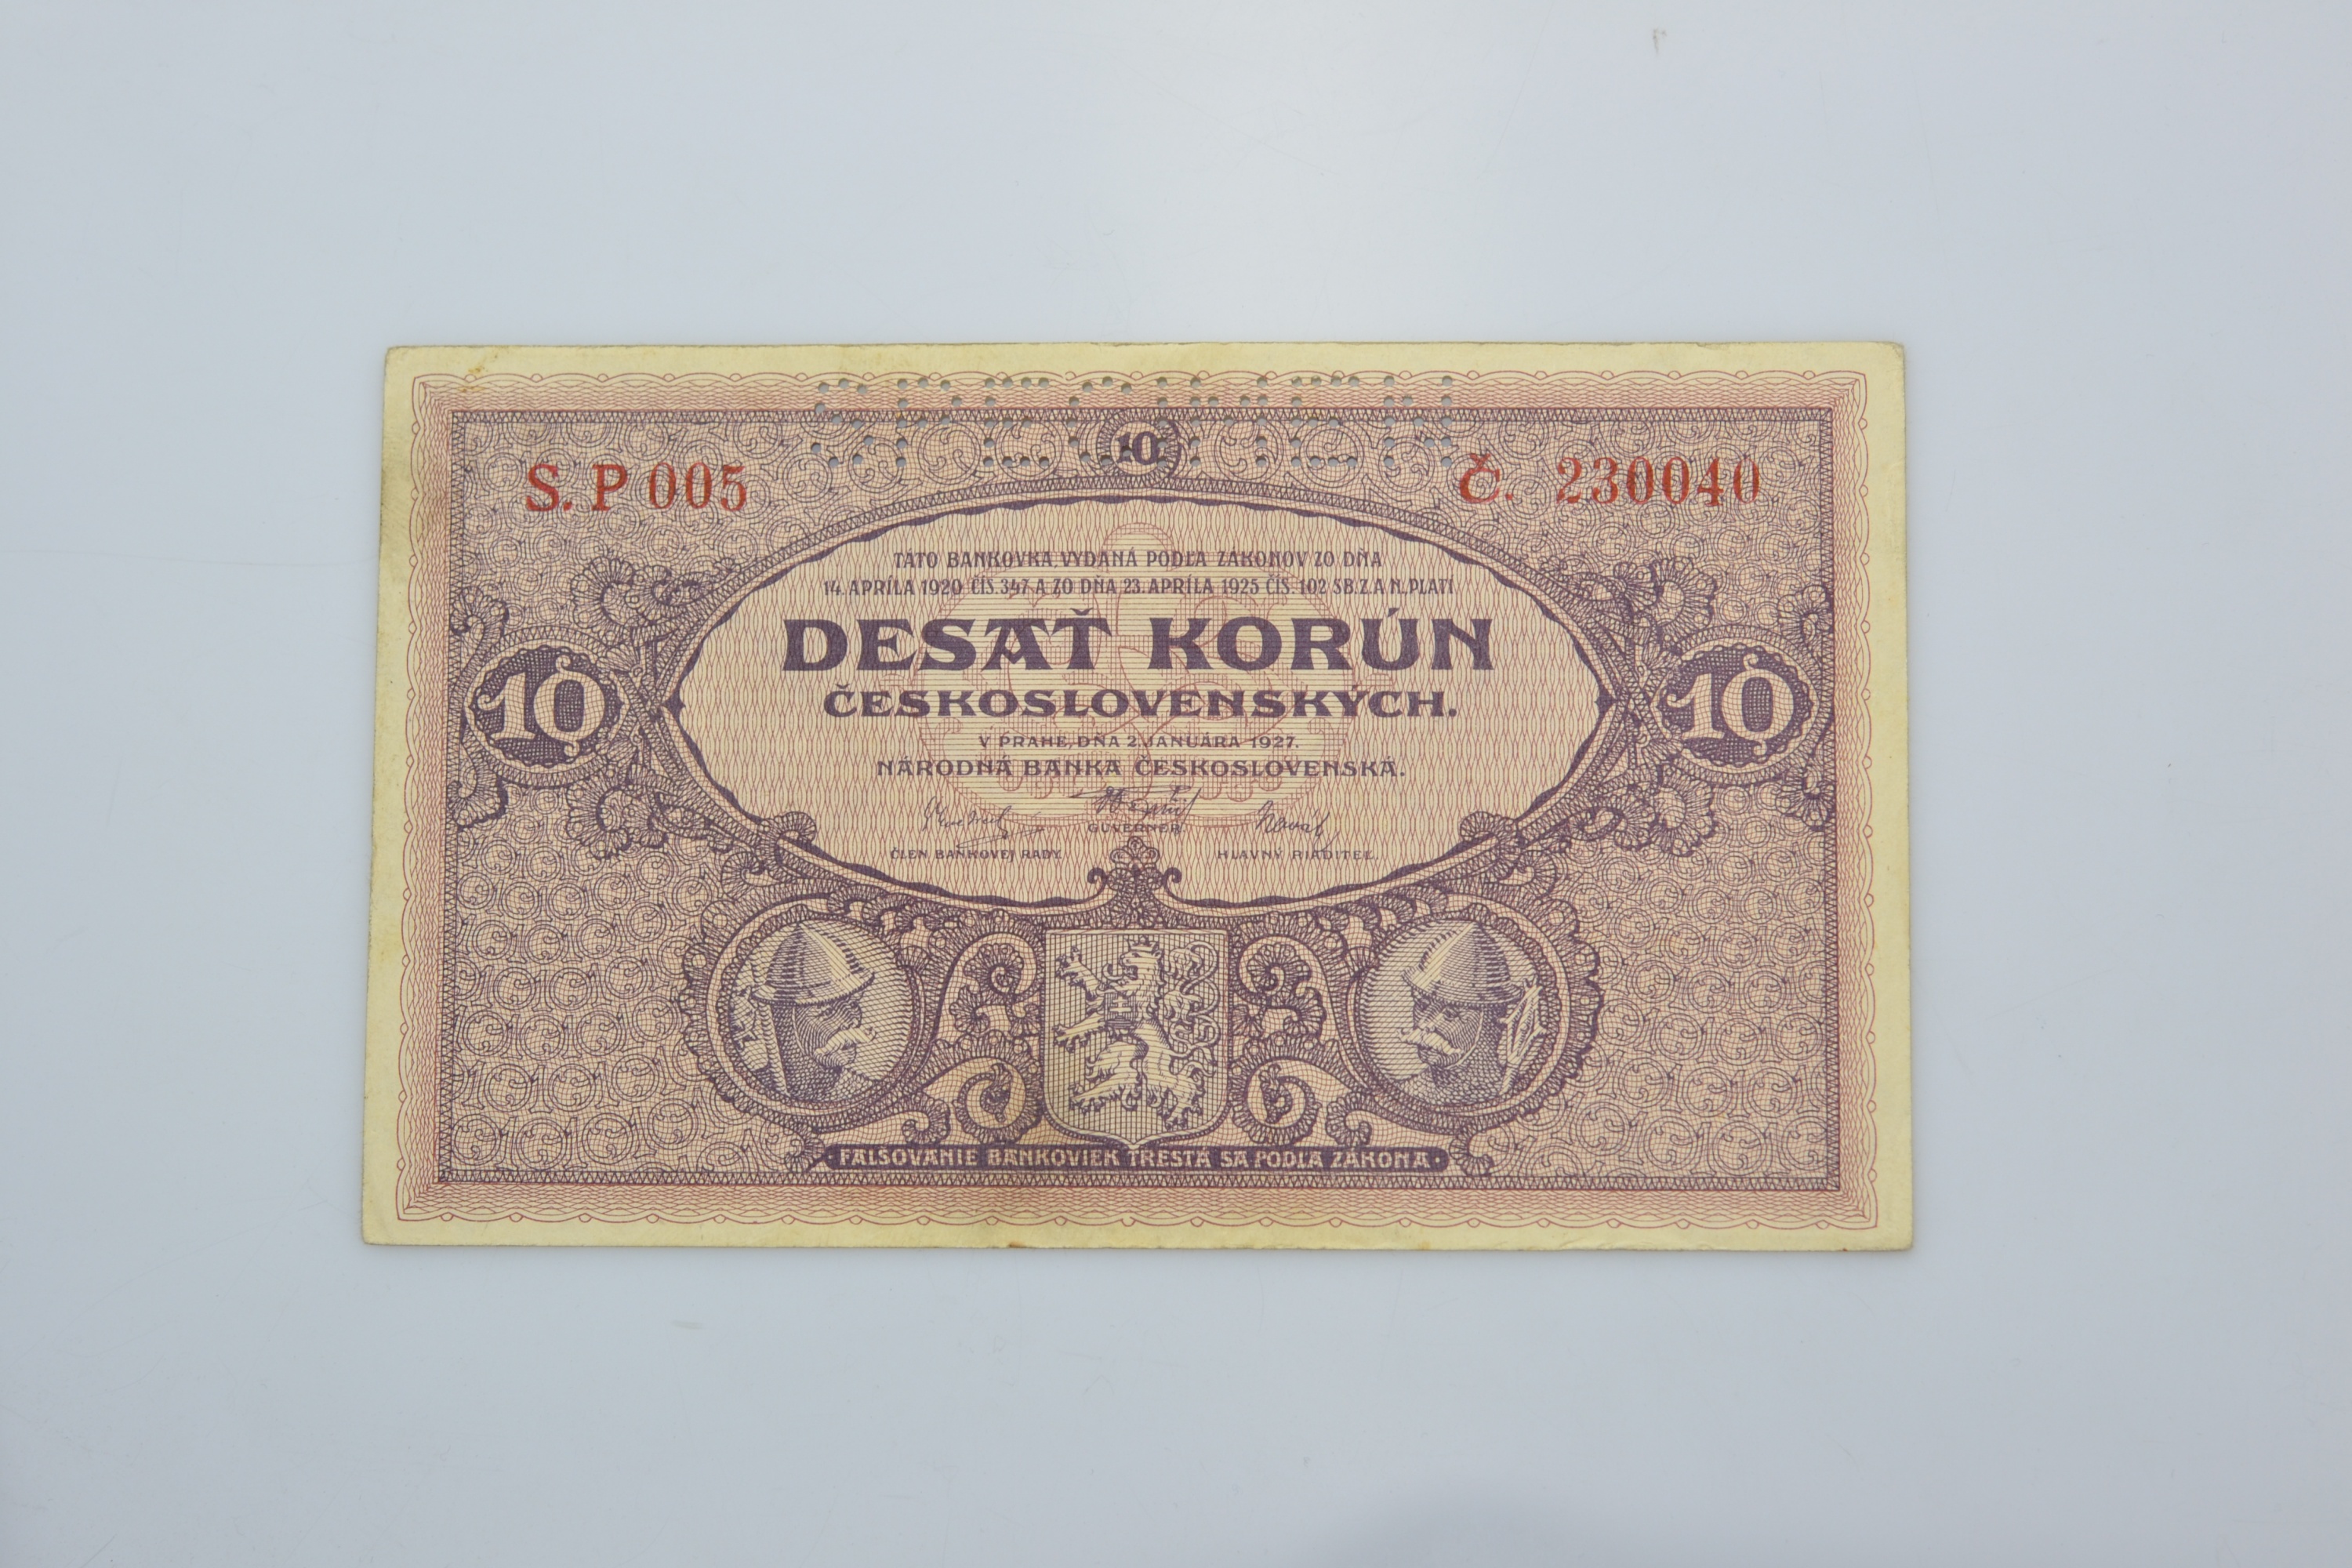 SPECIMEN
10
S. P 005
Č. 230040
TÁTO BANKOVKA, VYDANÁ PODĽA ZÁKONOV ZO DŇA
14. APRÍLA 1920 ČÍS. 347 A ZO DŇA 23. APRÍLA 1925 ČÍS. 102 SB. Z. A N., PLATÍ
DESAŤ KORÚN
ČESKOSLOVENSKÝCH.
10
10
V PRAHE, DŇA 2. JANUÁRA 1927.
NÁRODNÁ BANKA ČESKOSLOVENSKÁ.
GUVERNÉR
ČLEN BANKOVEJ RADY.
HLAVNÝ RIADITEĽ.
· FALŠOVANIE BANKOVIEK TRESTÁ SA PODĽA ZÁKONA ·